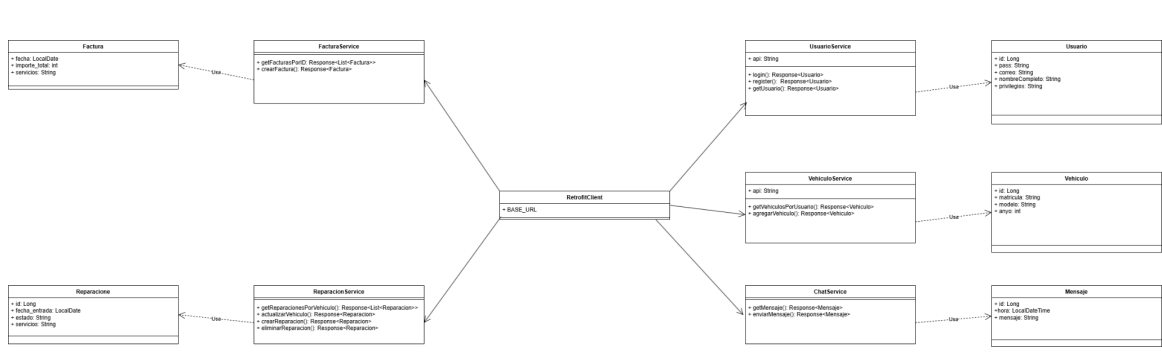 Factura
+ fecha: LocalDate
+ importe_total: int
+ servicios: String
Use
FacturaService
+ getFacturasPorID: Response<List<Factura>>
+ crearFactura(): Response<Factura>
UsuarioService
+ api: String
+ login(): Response<Usuario>
+ register(): Response<Usuario>
+ getUsuario(): Response<Usuario>
Use
Usuario
+ id: Long
+ pass: String
+ correo: String
+ nombreCompleto: String
+ privilegios: String
RetrofitClient
+ BASE_URL
VehiculoService
+ api: String
+ getVehiculosPorUsuario(): Response<Vehiculo>
+ agregarVehiculo(): Response<Vehiculo>
Use
Vehiculo
+ id: Long
+ matricula: String
+ modelo: String
+ anyo: int
Reparacione
+ id: Long
+ fecha_entrada: LocalDate
+ estado: String
+ servicios: String
Use
ReparacionService
+ getReparacionesPorVehiculo(): Response<List<Reparacion>>
+ actualizarVehiculo(): Response<Reparacion>
+ crearReparacion(): Response<Reparacion>
+ eliminarReparacion(): Response<Reparacion>
ChatService
+ getMensaje(): Response<Mensaje>
+ enviarMensaje(): Response<Mensaje>
Use
Mensaje
+ id: Long
+hora: LocalDateTime
+ mensaje: String